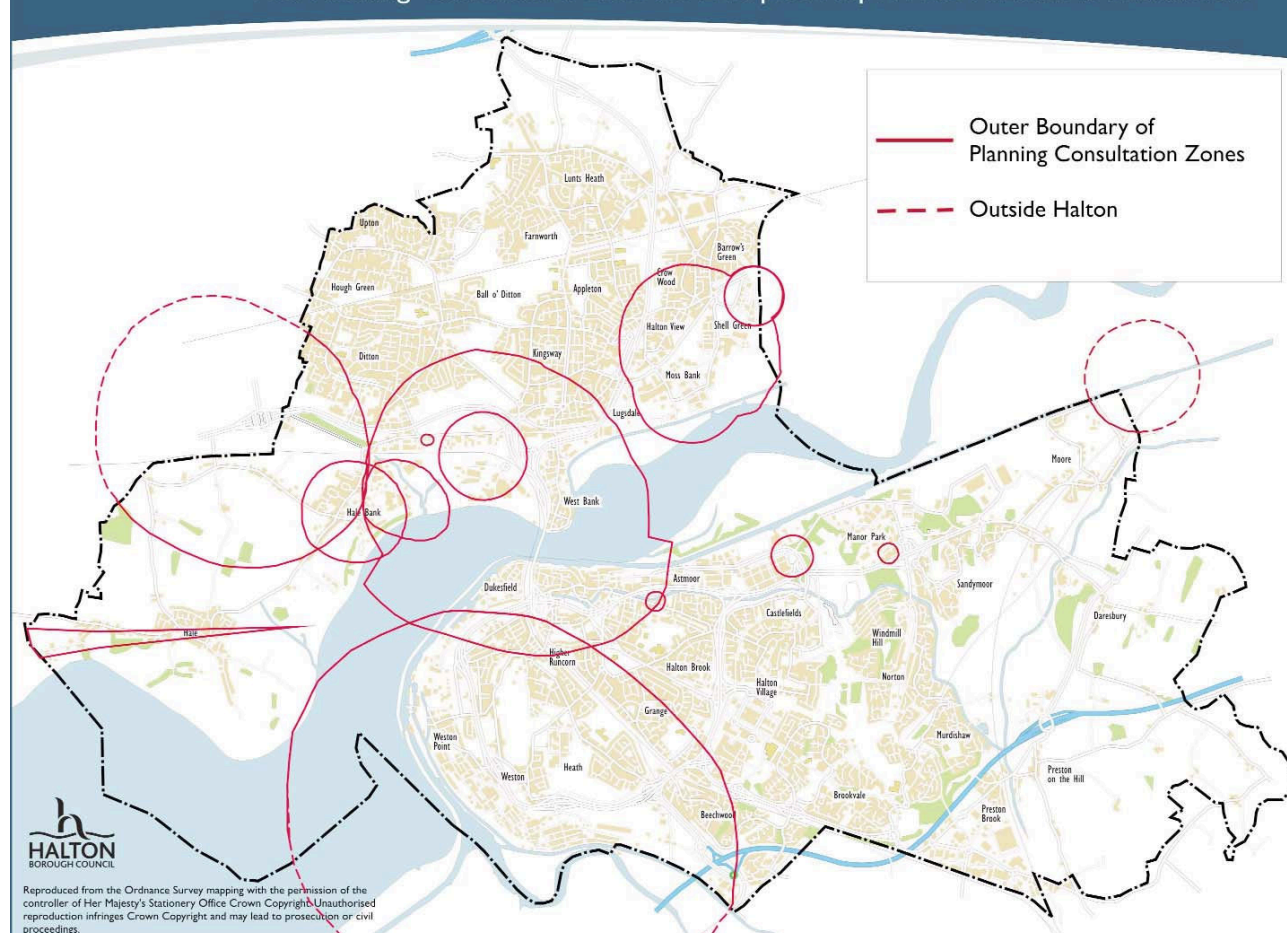 Outer Boundary of
Planning Consultation Zones
Outside Halton
Lunts Heath
Upton
Farnworth
Barrow's
Green
Crow
Wood
Hough Green
Ball o' Ditton
Appleton
Halton View
Shell Green
Ditton
Kingsway
Moss Bank
Lugsdale
Moore
West Bank
Hale Bank
Manor Park
Dukesfield
Astmoor
Sandymoor
Castlefields
Daresbury
Hale
Windmill
Hill
Higher
Runcorn
Halton Brook
Norton
Halton
Village
Grange
Weston
Point
Murdishaw
Heath
Weston
Preston
on the Hill
Brookvale
Beechwood
Preston
Brook
h
HALTON
BOROUGH COUNCIL
Reproduced from the Ordnance Survey mapping with the permission of the
controller of Her Majesty's Stationery Office Crown Copyright Unauthorised
reproduction infringes Crown Copyright and may lead to prosecution or civil
proceedings.